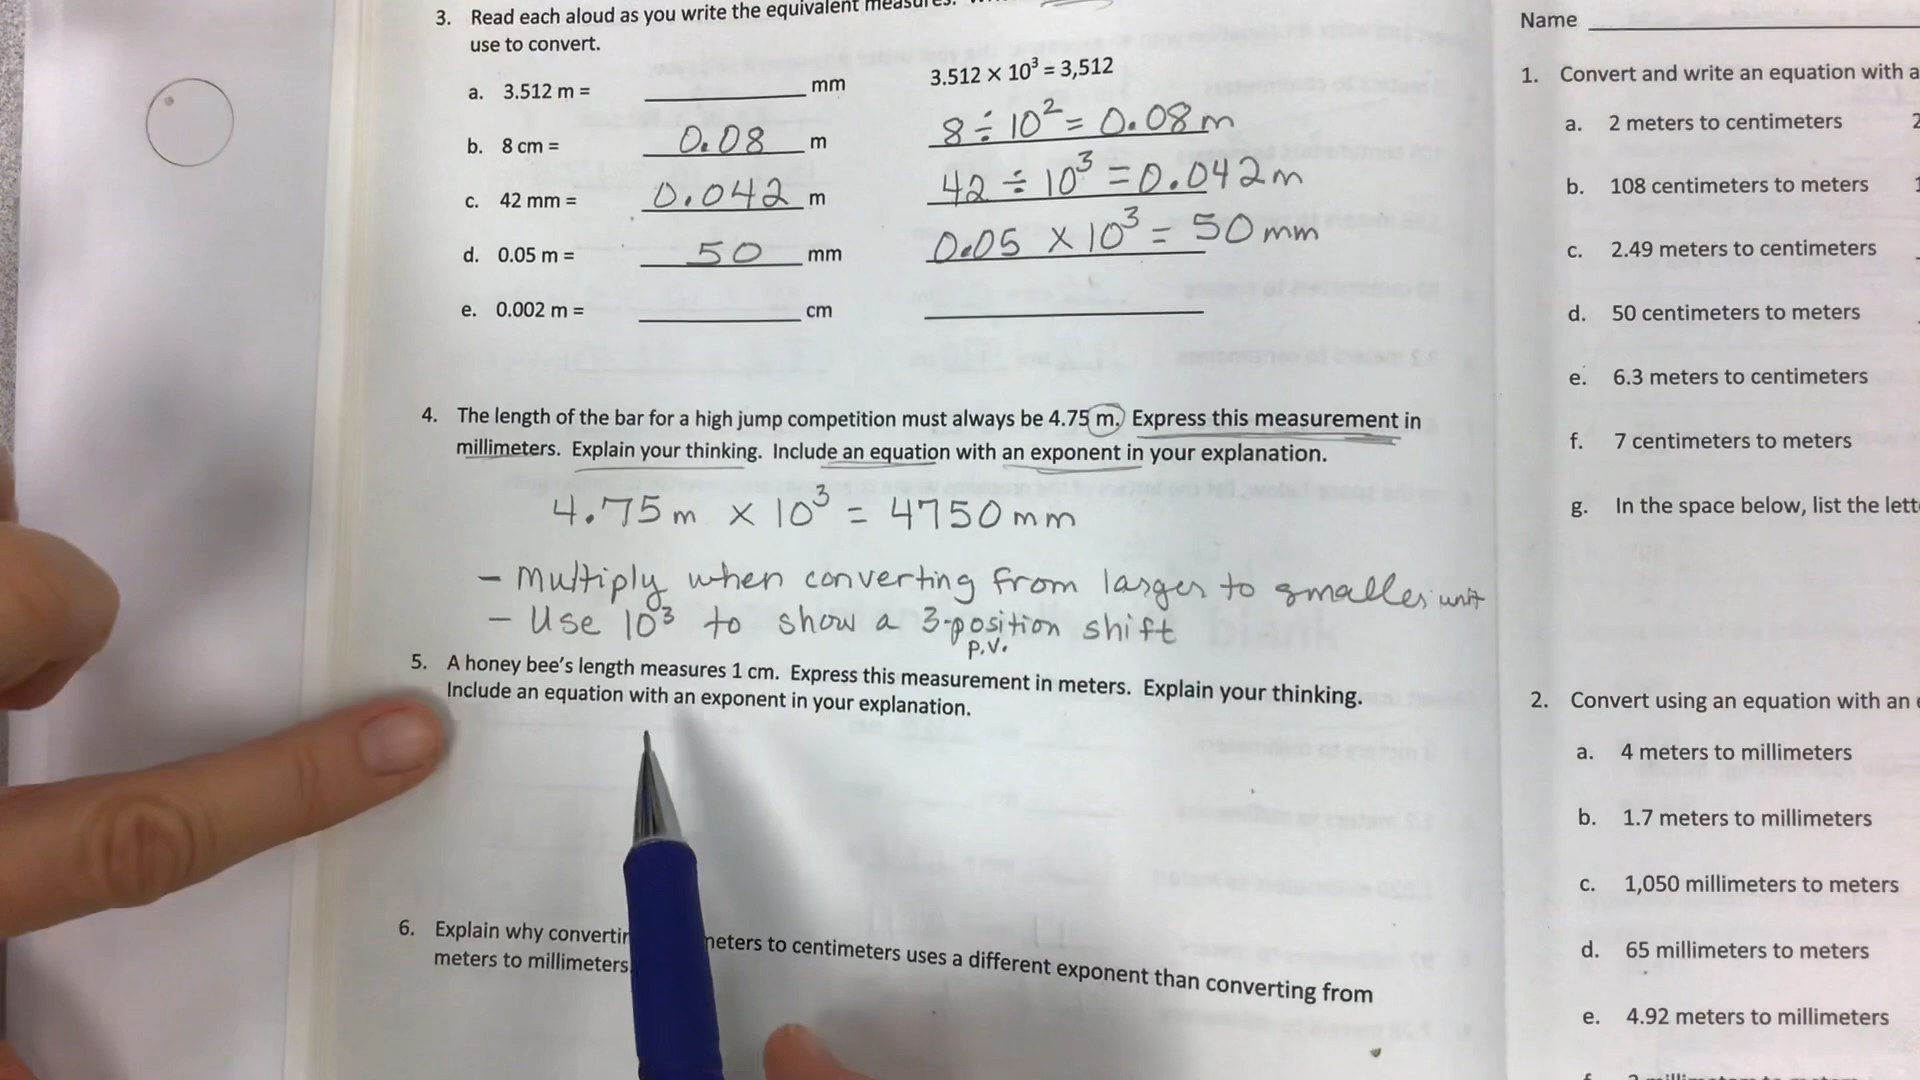 3. Read each aloud as you write the equivalent measures.
use to convert.
a. 3.512 m = ________ mm 3.512 × 10³ = 3,512
b. 8 cm = 0.08 m 8 ÷ 10² = 0.08 m
c. 42 mm = 0.042 m 42 ÷ 10³ = 0.042 m
d. 0.05 m = 50 mm 0.05 × 10³ = 50 mm
e. 0.002 m = ________ cm ________
4. The length of the bar for a high jump competition must always be 4.75 m. Express this measurement in
millimeters. Explain your thinking. Include an equation with an exponent in your explanation.
4.75 m × 10³ = 4750 mm
– Multiply when converting from larger to smaller unit
– Use 10³ to show a 3-position shift
p.v.
5. A honey bee's length measures 1 cm. Express this measurement in meters. Explain your thinking.
Include an equation with an exponent in your explanation.
6. Explain why convertin meters to centimeters uses a different exponent than converting from
meters to millimeters.
Name ________
1. Convert and write an equation with a
a. 2 meters to centimeters 2
b. 108 centimeters to meters 1
c. 2.49 meters to centimeters
d. 50 centimeters to meters
e. 6.3 meters to centimeters
f. 7 centimeters to meters
g. In the space below, list the lett
2. Convert using an equation with an
a. 4 meters to millimeters
b. 1.7 meters to millimeters
c. 1,050 millimeters to meters
d. 65 millimeters to meters
e. 4.92 meters to millimeters